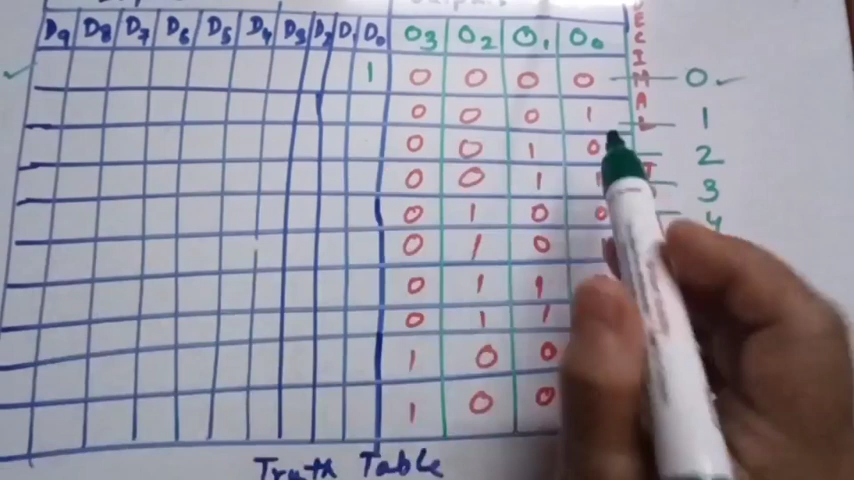 D9 D8 D7 D6 D5 D4 D3 D2 D1 D0 O3 O2 O1 O0
1 0 0 0 0 0
0 0 0 1 1
0 0 1 0 2
0 0 1 1 3
0 1 0 0 4
0 1 0
0 1 1
0 1 1
1 0 0
1 0 0
ECIMAL
Truth Table